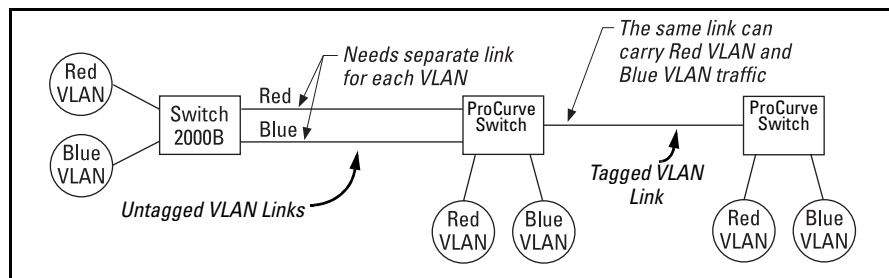 Red
VLAN
Blue
VLAN
Switch
2000B
Red
Blue
Needs separate link
for each VLAN
Untagged VLAN Links
ProCurve
Switch
Red
VLAN
Blue
VLAN
The same link can
carry Red VLAN and
Blue VLAN traffic
Tagged VLAN
Link
ProCurve
Switch
Red
VLAN
Blue
VLAN